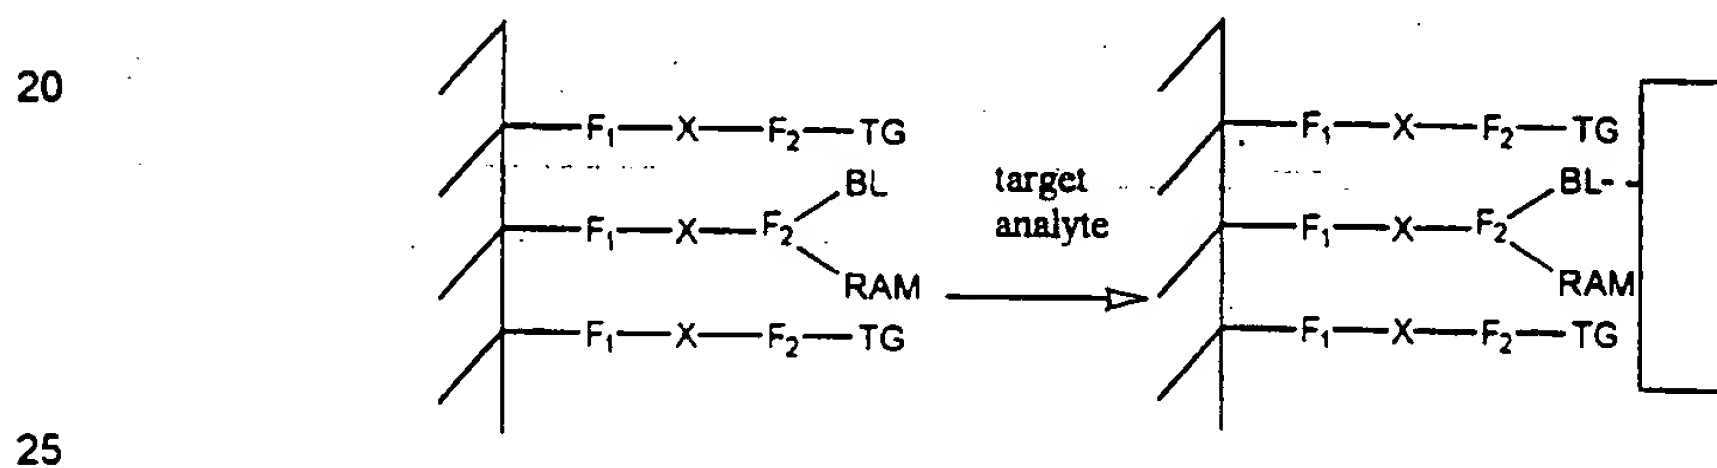 20
F₁—X—F₂—TG F₁—X—F₂—TG
BL target BL-
F₁—X—F₂ analyte F₁—X—F₂
RAM RAM
F₁—X—F₂—TG F₁—X—F₂—TG
25